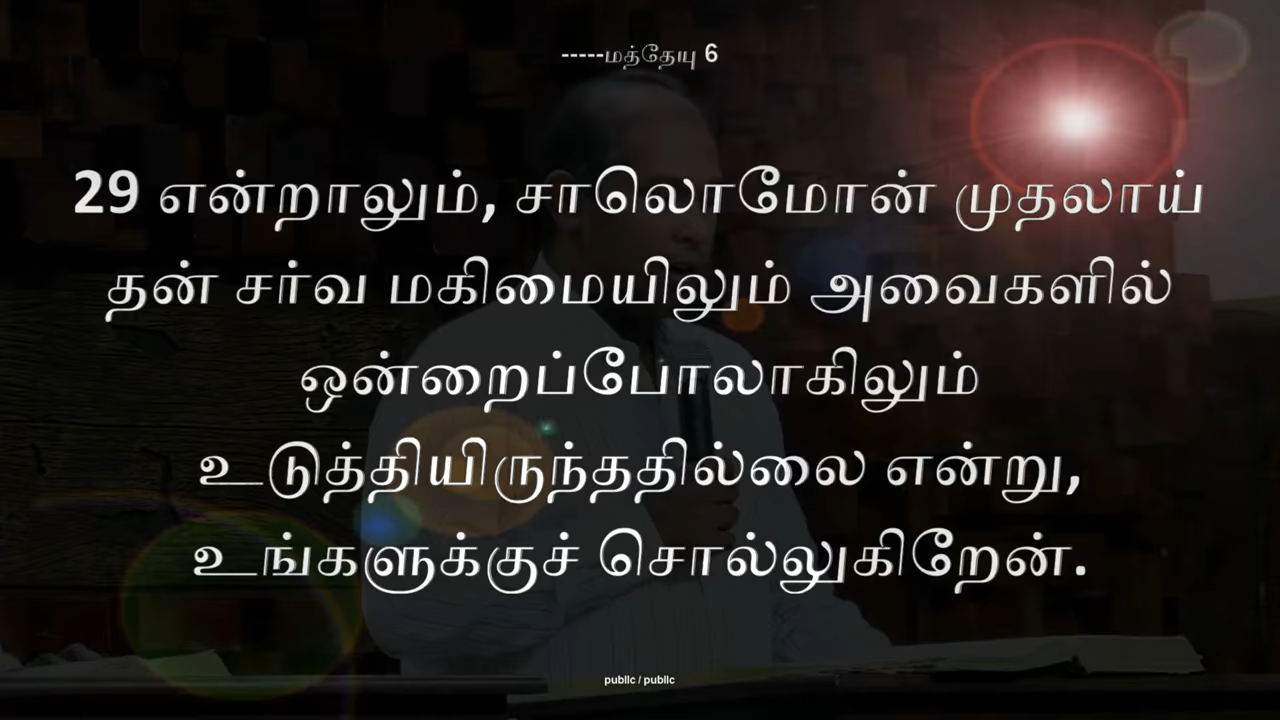 -----மத்தேயு 6
29 என்றாலும், சாலொமோன் முதலாய்
தன் சர்வ மகிமையிலும் அவைகளில்
ஒன்றைப்போலாகிலும்
உடுத்தியிருந்ததில்லை என்று,
உங்களுக்குச் சொல்லுகிறேன்.
public / public